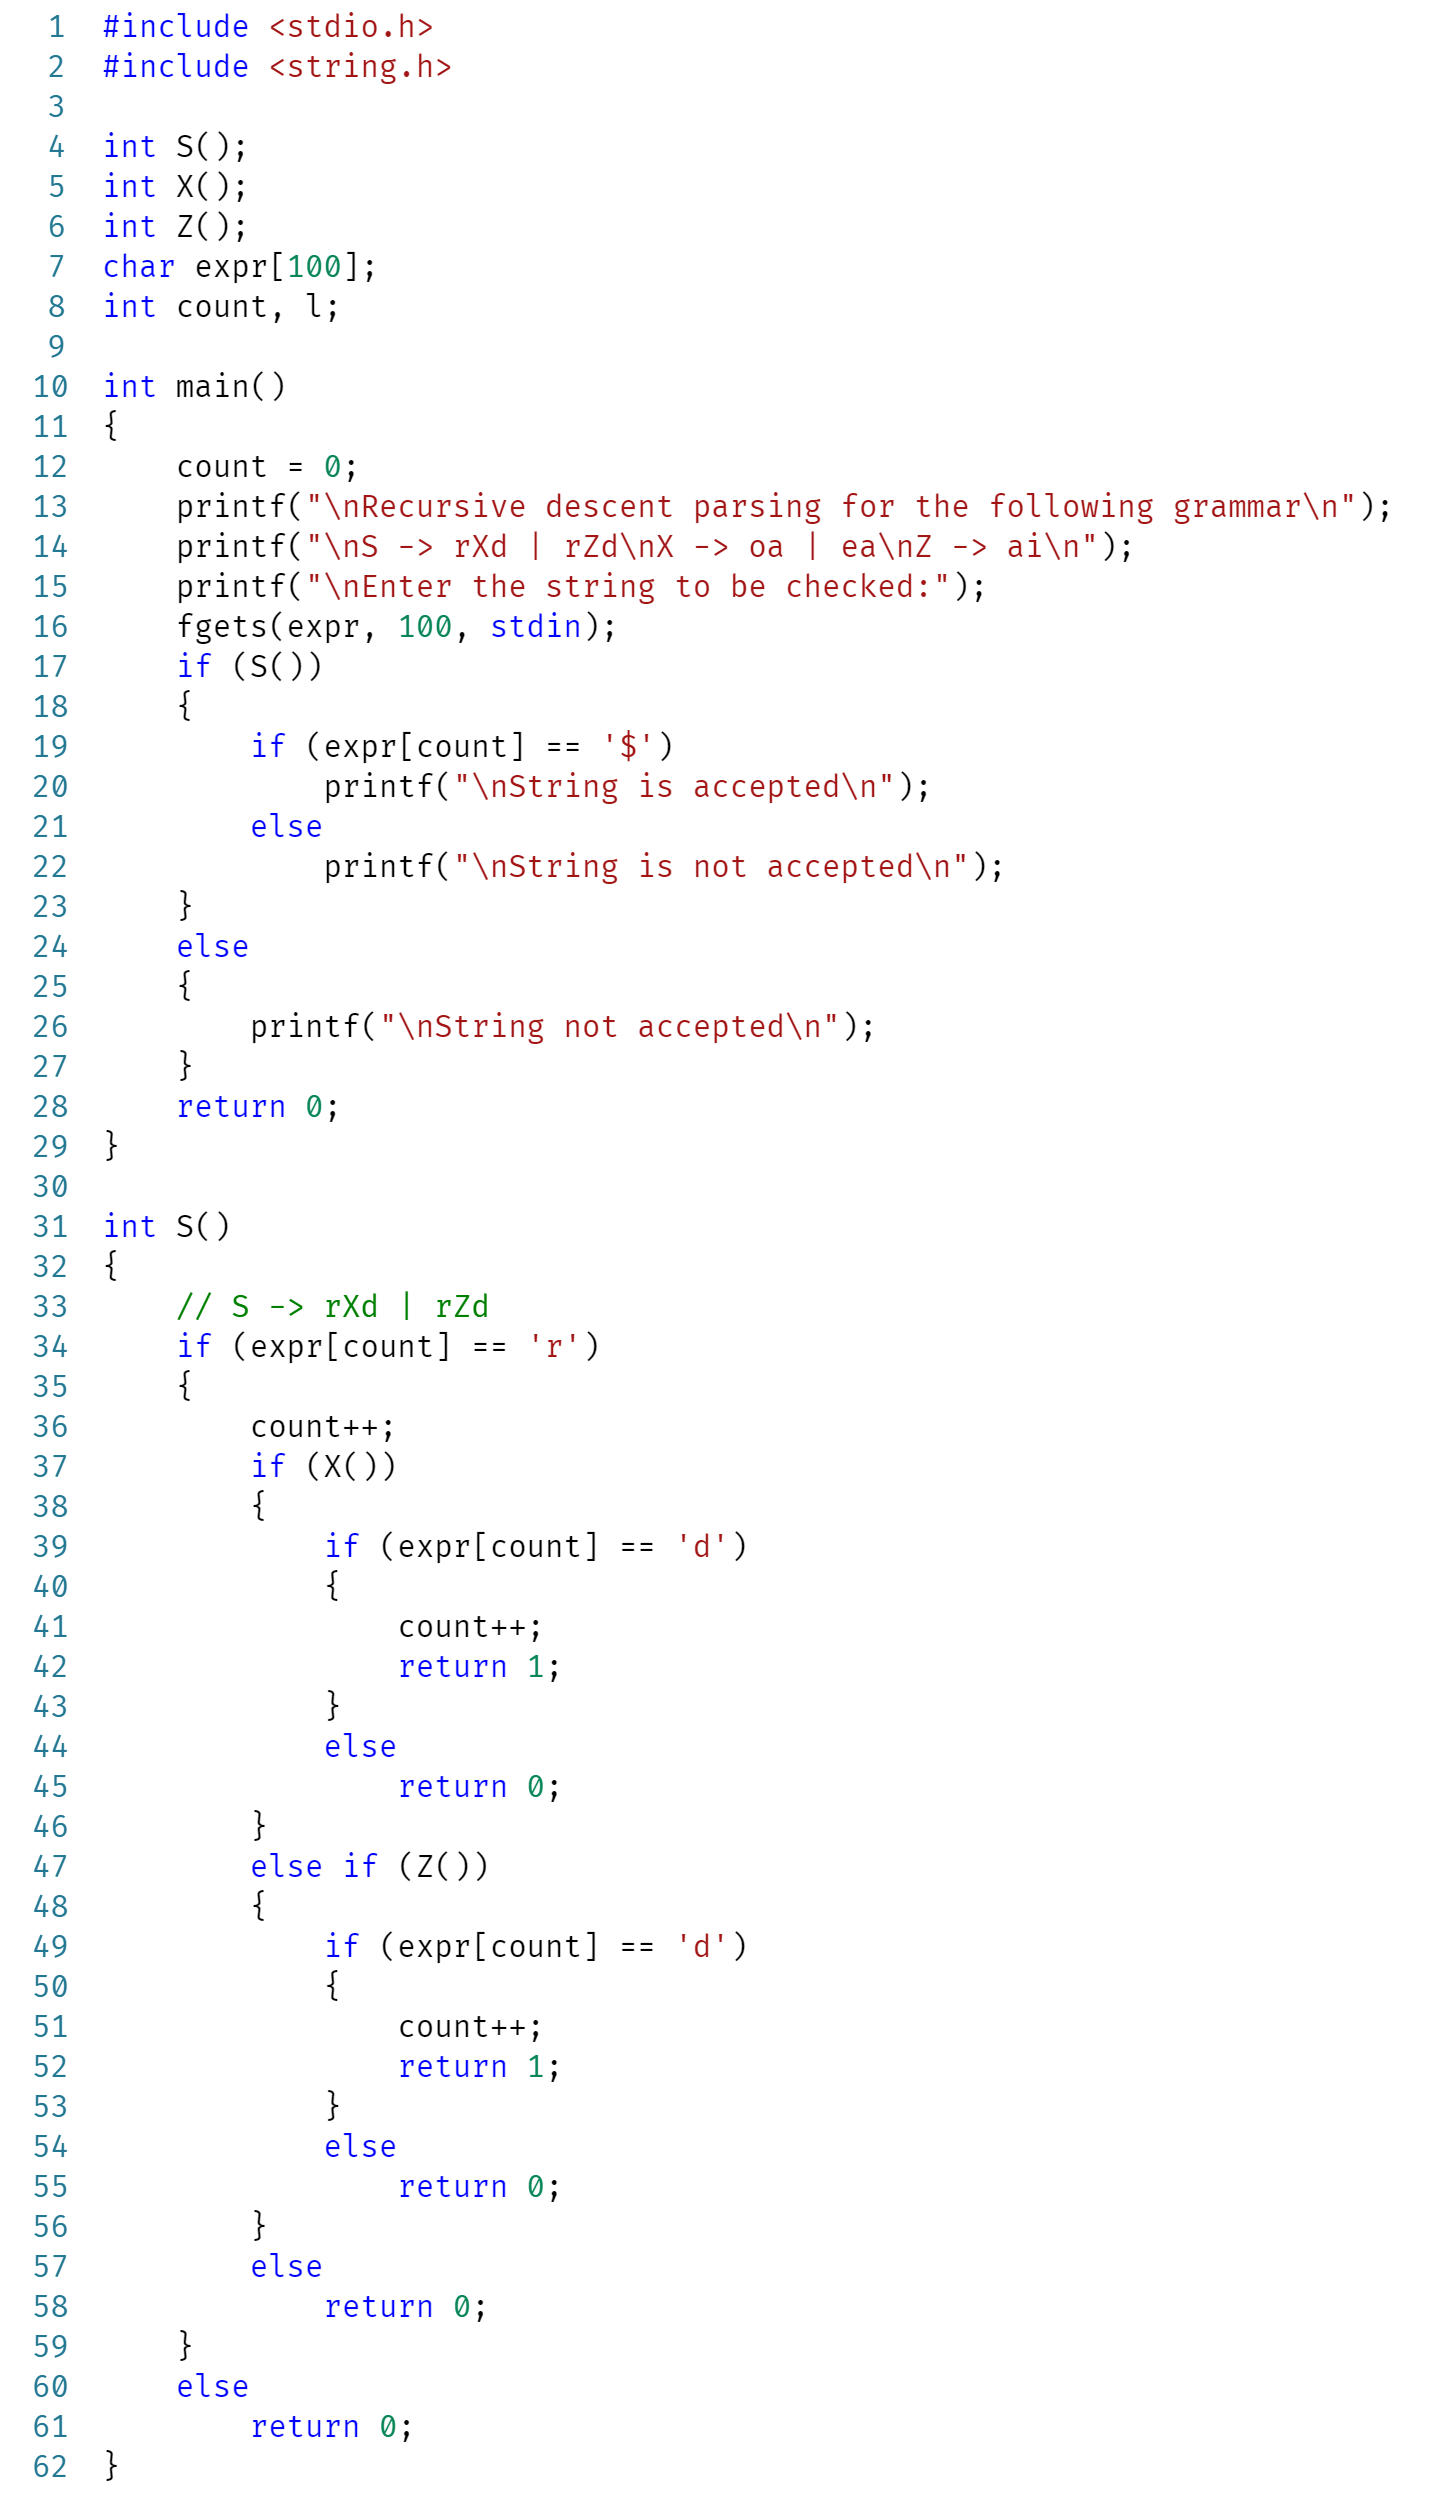 1 #include <stdio.h>
2 #include <string.h>
3
4 int S();
5 int X();
6 int Z();
7 char expr[100];
8 int count, l;
9
10 int main()
11 {
12     count = 0;
13     printf("\nRecursive descent parsing for the following grammar\n");
14     printf("\nS -> rXd | rZd\nX -> oa | ea\nZ -> ai\n");
15     printf("\nEnter the string to be checked:");
16     fgets(expr, 100, stdin);
17     if (S())
18     {
19         if (expr[count] == '$')
20             printf("\nString is accepted\n");
21         else
22             printf("\nString is not accepted\n");
23     }
24     else
25     {
26         printf("\nString not accepted\n");
27     }
28     return 0;
29 }
30
31 int S()
32 {
33     // S -> rXd | rZd
34     if (expr[count] == 'r')
35     {
36         count++;
37         if (X())
38         {
39             if (expr[count] == 'd')
40             {
41                 count++;
42                 return 1;
43             }
44             else
45                 return 0;
46         }
47         else if (Z())
48         {
49             if (expr[count] == 'd')
50             {
51                 count++;
52                 return 1;
53             }
54             else
55                 return 0;
56         }
57         else
58             return 0;
59     }
60     else
61         return 0;
62 }